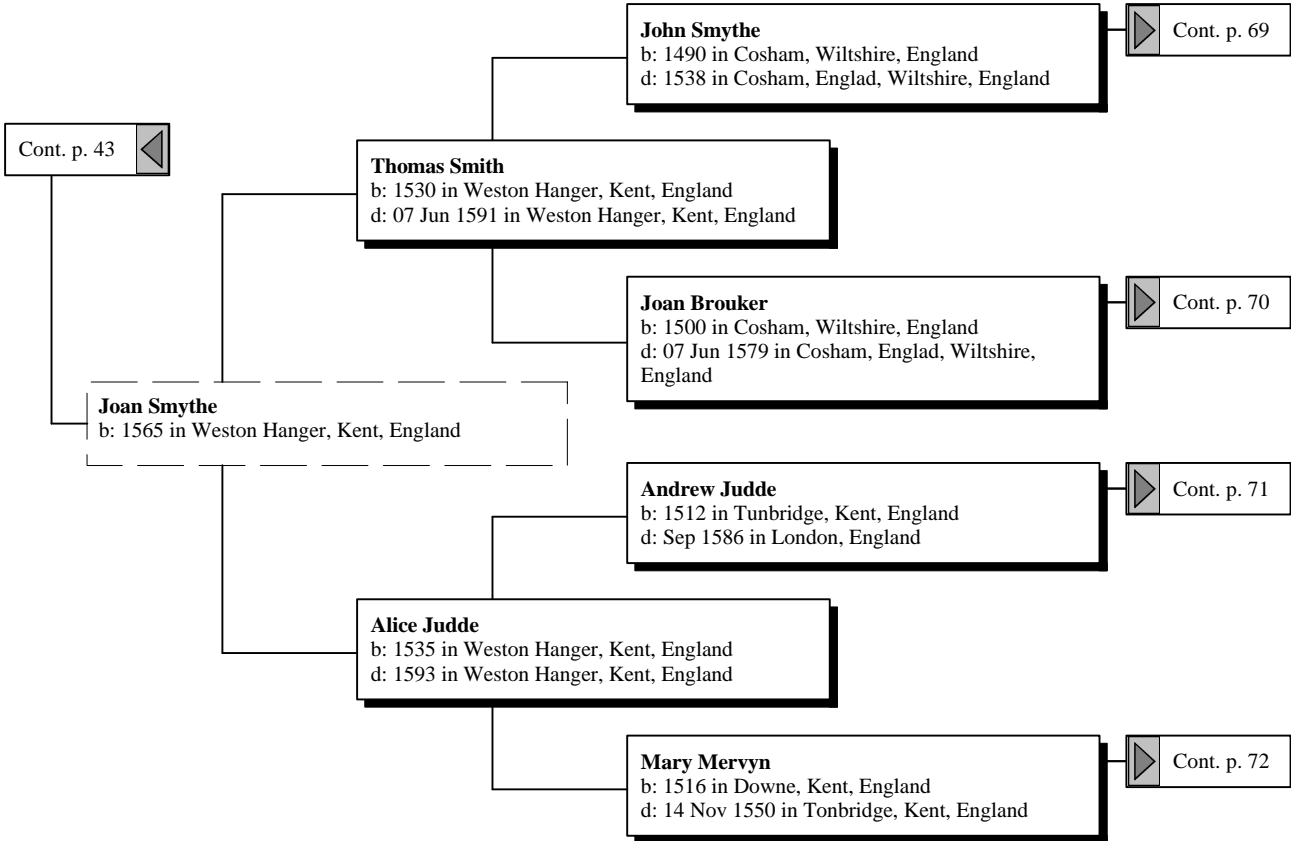 John Smythe
b: 1490 in Cosham, Wiltshire, England
d: 1538 in Cosham, Englad, Wiltshire, England
Cont. p. 69
Cont. p. 43
Thomas Smith
b: 1530 in Weston Hanger, Kent, England
d: 07 Jun 1591 in Weston Hanger, Kent, England
Joan Brouker
b: 1500 in Cosham, Wiltshire, England
d: 07 Jun 1579 in Cosham, Englad, Wiltshire,
England
Cont. p. 70
Joan Smythe
b: 1565 in Weston Hanger, Kent, England
Andrew Judde
b: 1512 in Tunbridge, Kent, England
d: Sep 1586 in London, England
Cont. p. 71
Alice Judde
b: 1535 in Weston Hanger, Kent, England
d: 1593 in Weston Hanger, Kent, England
Mary Mervyn
b: 1516 in Downe, Kent, England
d: 14 Nov 1550 in Tonbridge, Kent, England
Cont. p. 72